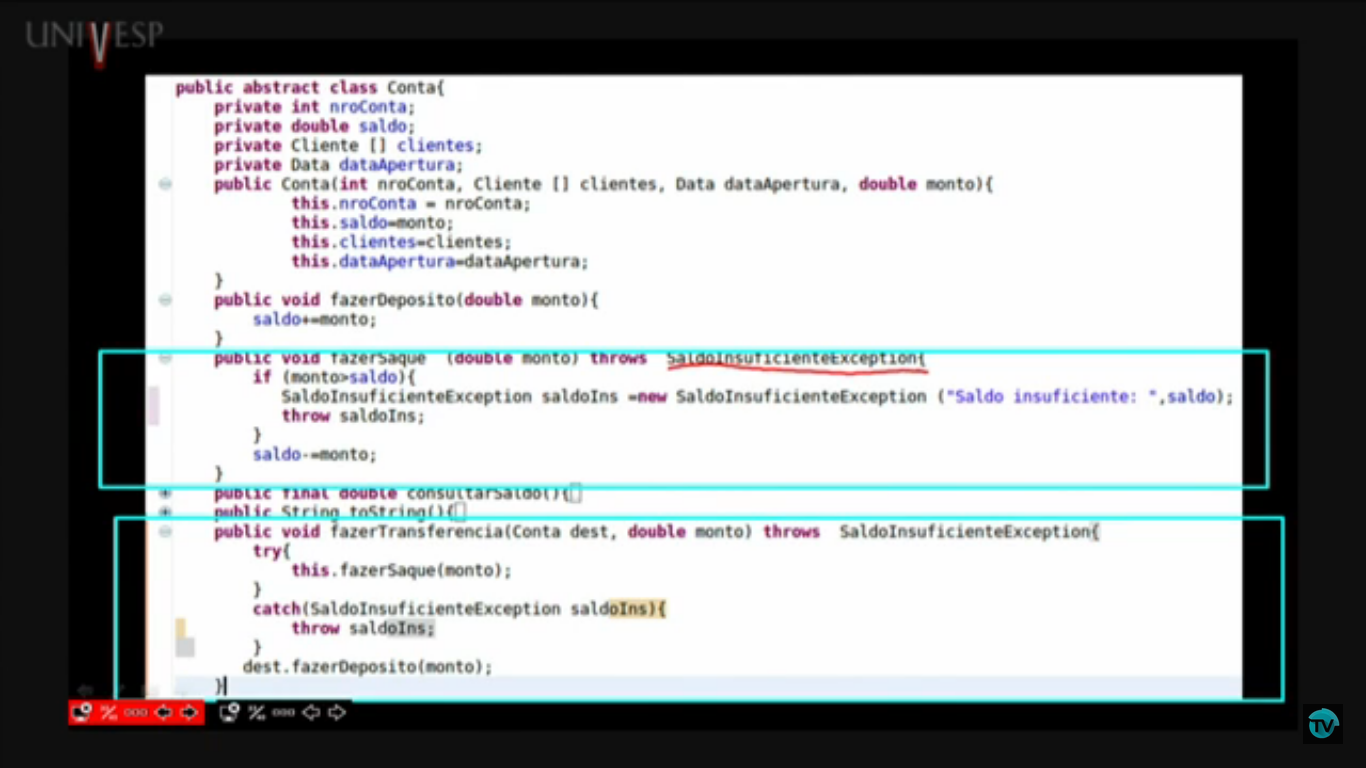 UNIVESP
public abstract class Conta{
private int nroConta;
private double saldo;
private Cliente [] clientes;
private Data dataApertura;
public Conta(int nroConta, Cliente [] clientes, Data dataApertura, double monto){
this.nroConta = nroConta;
this.saldo=monto;
this.clientes=clientes;
this.dataApertura=dataApertura;
}
public void fazerDeposito(double monto){
saldo+=monto;
}
public void fazerSaque (double monto) throws SaldoInsuficienteException{
if (monto>saldo){
SaldoInsuficienteException saldoIns =new SaldoInsuficienteException ("Saldo insuficiente: ",saldo);
throw saldoIns;
}
saldo-=monto;
}
public final double consultarSaldo(){
public String toString(){
public void fazerTransferencia(Conta dest, double monto) throws SaldoInsuficienteException{
try{
this.fazerSaque(monto);
}
catch(SaldoInsuficienteException saldoIns){
throw saldoIns;
}
dest.fazerDeposito(monto);
}
TV